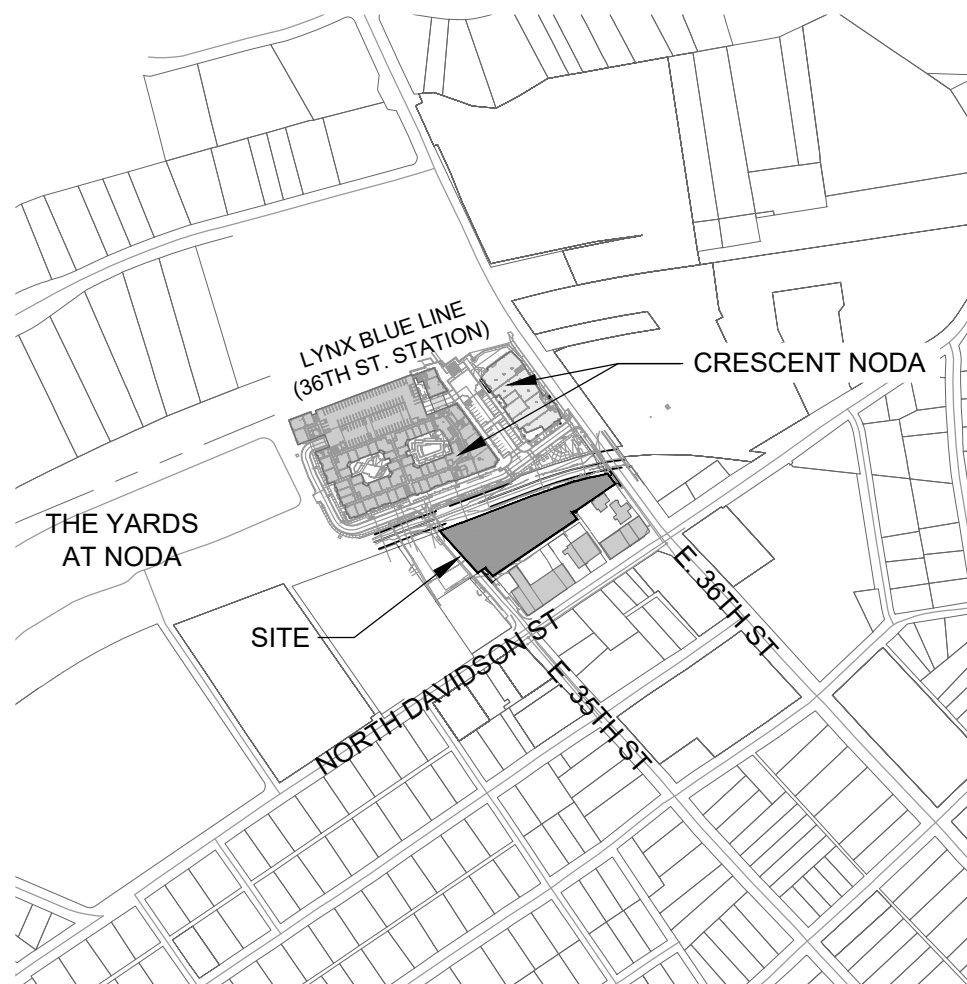 LYNX BLUE LINE
(36TH ST. STATION)
CRESCENT NODA
THE YARDS
AT NODA
SITE
E. 36TH ST
NORTH DAVIDSON ST
E. 35TH ST